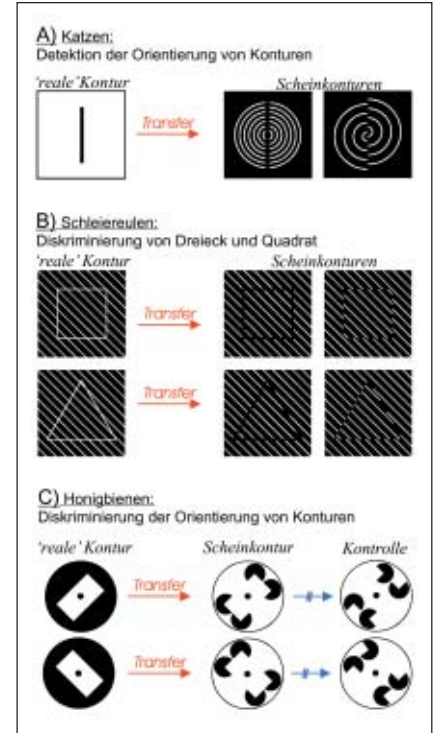 A) Katzen:
Detektion der Orientierung von Konturen
'reale' Kontur Scheinkonturen
Transfer
B) Schleiereulen:
Diskriminierung von Dreieck und Quadrat
'reale' Kontur Scheinkonturen
Transfer
Transfer
C) Honigbienen:
Diskriminierung der Orientierung von Konturen
'reale' Kontur Scheinkontur Kontrolle
Transfer
Transfer